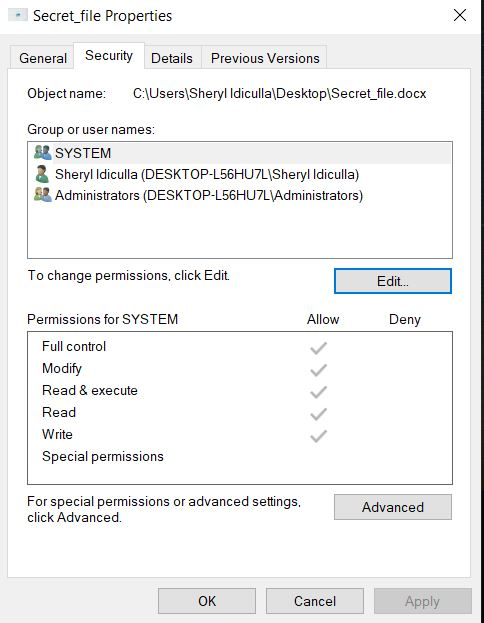 Secret_file Properties
General Security Details Previous Versions
Object name: C:\Users\Sheryl Idiculla\Desktop\Secret_file.docx
Group or user names:
SYSTEM
Sheryl Idiculla (DESKTOP-L56HU7L\Sheryl Idiculla)
Administrators (DESKTOP-L56HU7L\Administrators)
To change permissions, click Edit.
Edit...
Permissions for SYSTEM Allow Deny
Full control
Modify
Read & execute
Read
Write
Special permissions
For special permissions or advanced settings,
click Advanced.
Advanced
OK Cancel Apply